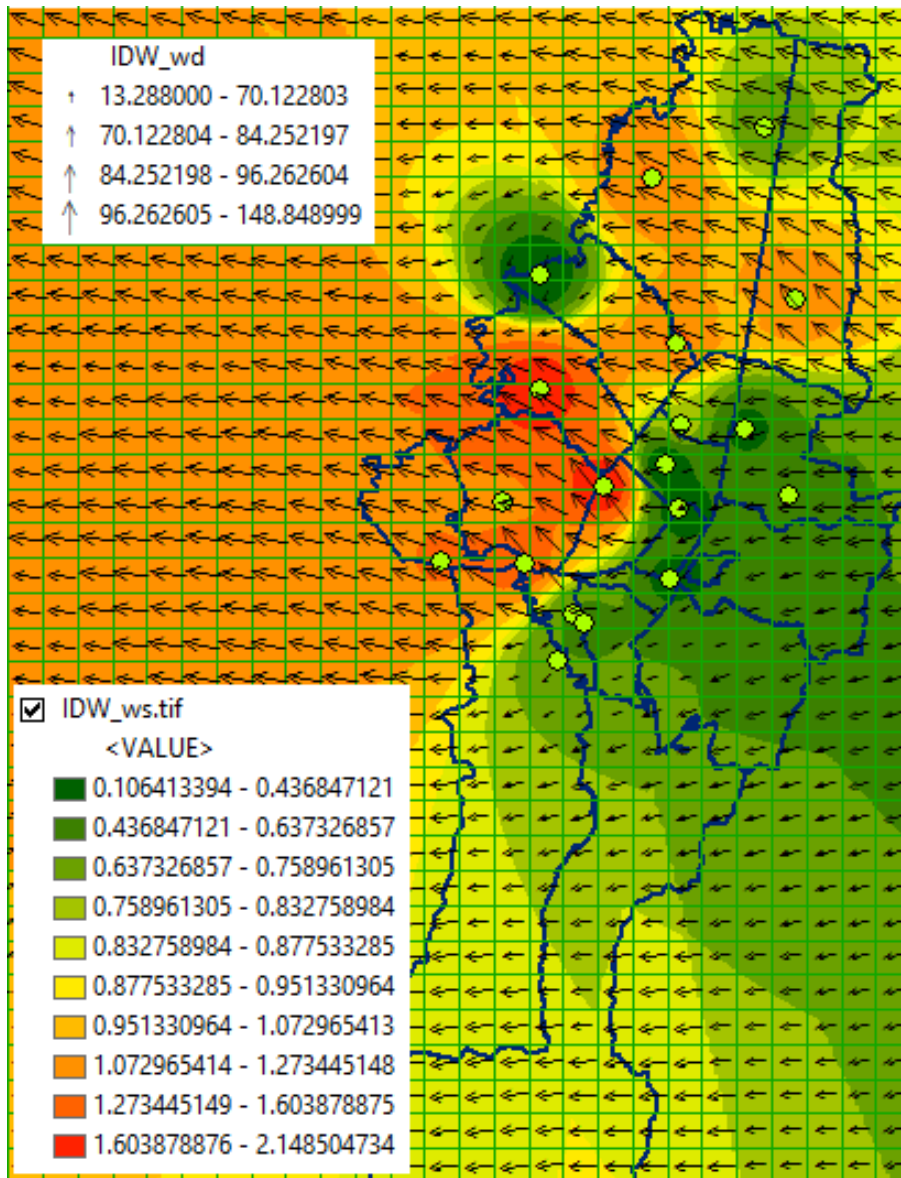 IDW_wd
13.288000 - 70.122803
70.122804 - 84.252197
84.252198 - 96.262604
96.262605 - 148.848999
IDW_ws.tif
<VALUE>
0.106413394 - 0.436847121
0.436847121 - 0.637326857
0.637326857 - 0.758961305
0.758961305 - 0.832758984
0.832758984 - 0.877533285
0.877533285 - 0.951330964
0.951330964 - 1.072965413
1.072965414 - 1.273445148
1.273445149 - 1.603878875
1.603878876 - 2.148504734